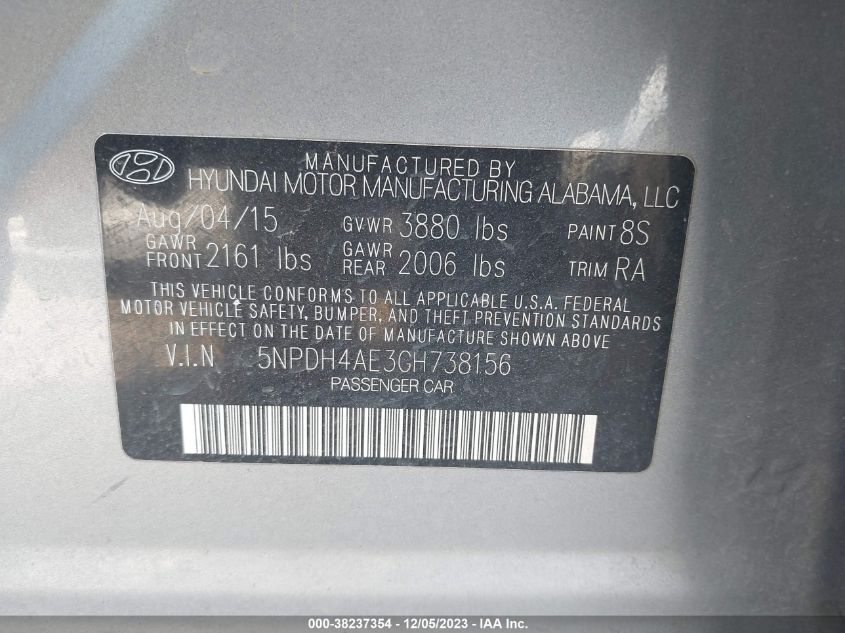 MANUFACTURED BY
HYUNDAI MOTOR MANUFACTURING ALABAMA, LLC
Aug/04/15 GVWR 3880 lbs PAINT 8S
GAWR FRONT 2161 lbs GAWR REAR 2006 lbs TRIM RA
THIS VEHICLE CONFORMS TO ALL APPLICABLE U.S.A. FEDERAL
MOTOR VEHICLE SAFETY, BUMPER, AND THEFT PREVENTION STANDARDS
IN EFFECT ON THE DATE OF MANUFACTURE SHOWN ABOVE
V.I.N 5NPDH4AE3GH738156
PASSENGER CAR
000-38237354 - 12/05/2023 - Copyright © 2023 - IAA Inc.